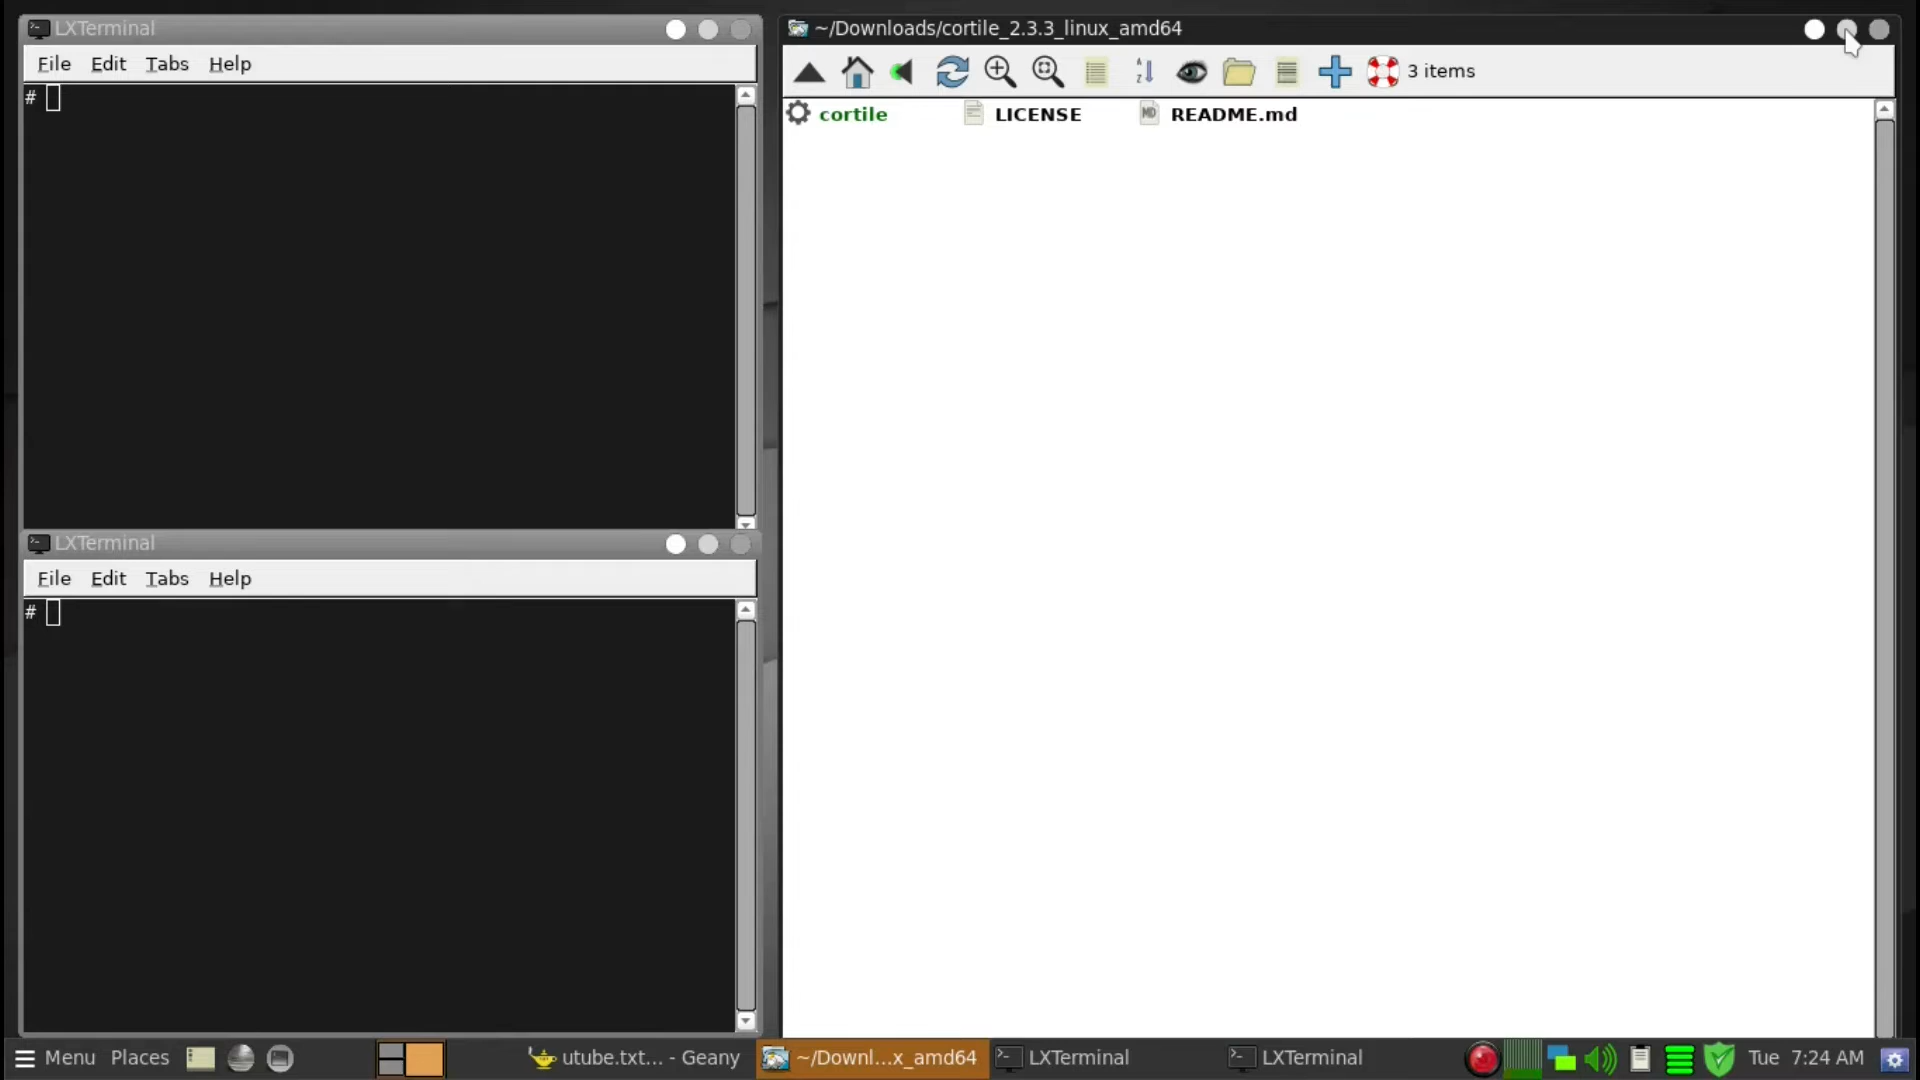 LXTerminal
File Edit Tabs Help
#
LXTerminal
File Edit Tabs Help
#
~/Downloads/cortile_2.3.3_linux_amd64
3 items
cortile LICENSE README.md
Menu Places utube.txt... - Geany ~/Downl...x_amd64 LXTerminal LXTerminal Tue 7:24 AM